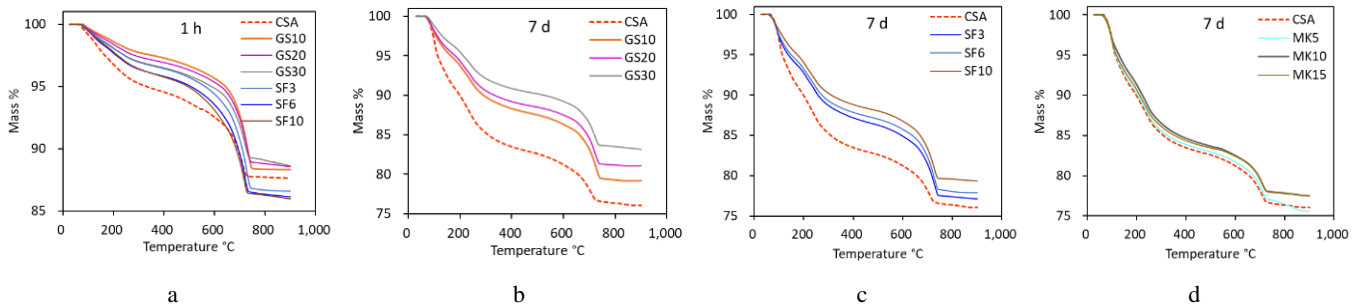 1 h
CSA
GS10
GS20
GS30
SF3
SF6
SF10
Mass %
100
95
90
85
0 200 400 600 800 1,000
Temperature °C
a
7 d
CSA
GS10
GS20
GS30
Mass %
100
95
90
85
80
75
0 200 400 600 800 1,000
Temperature °C
b
7 d
CSA
SF3
SF6
SF10
Mass %
100
95
90
85
80
75
0 200 400 600 800 1,000
Temperature °C
c
7 d
CSA
MK5
MK10
MK15
Mass %
100
95
90
85
80
75
0 200 400 600 800 1,000
Temperature °C
d